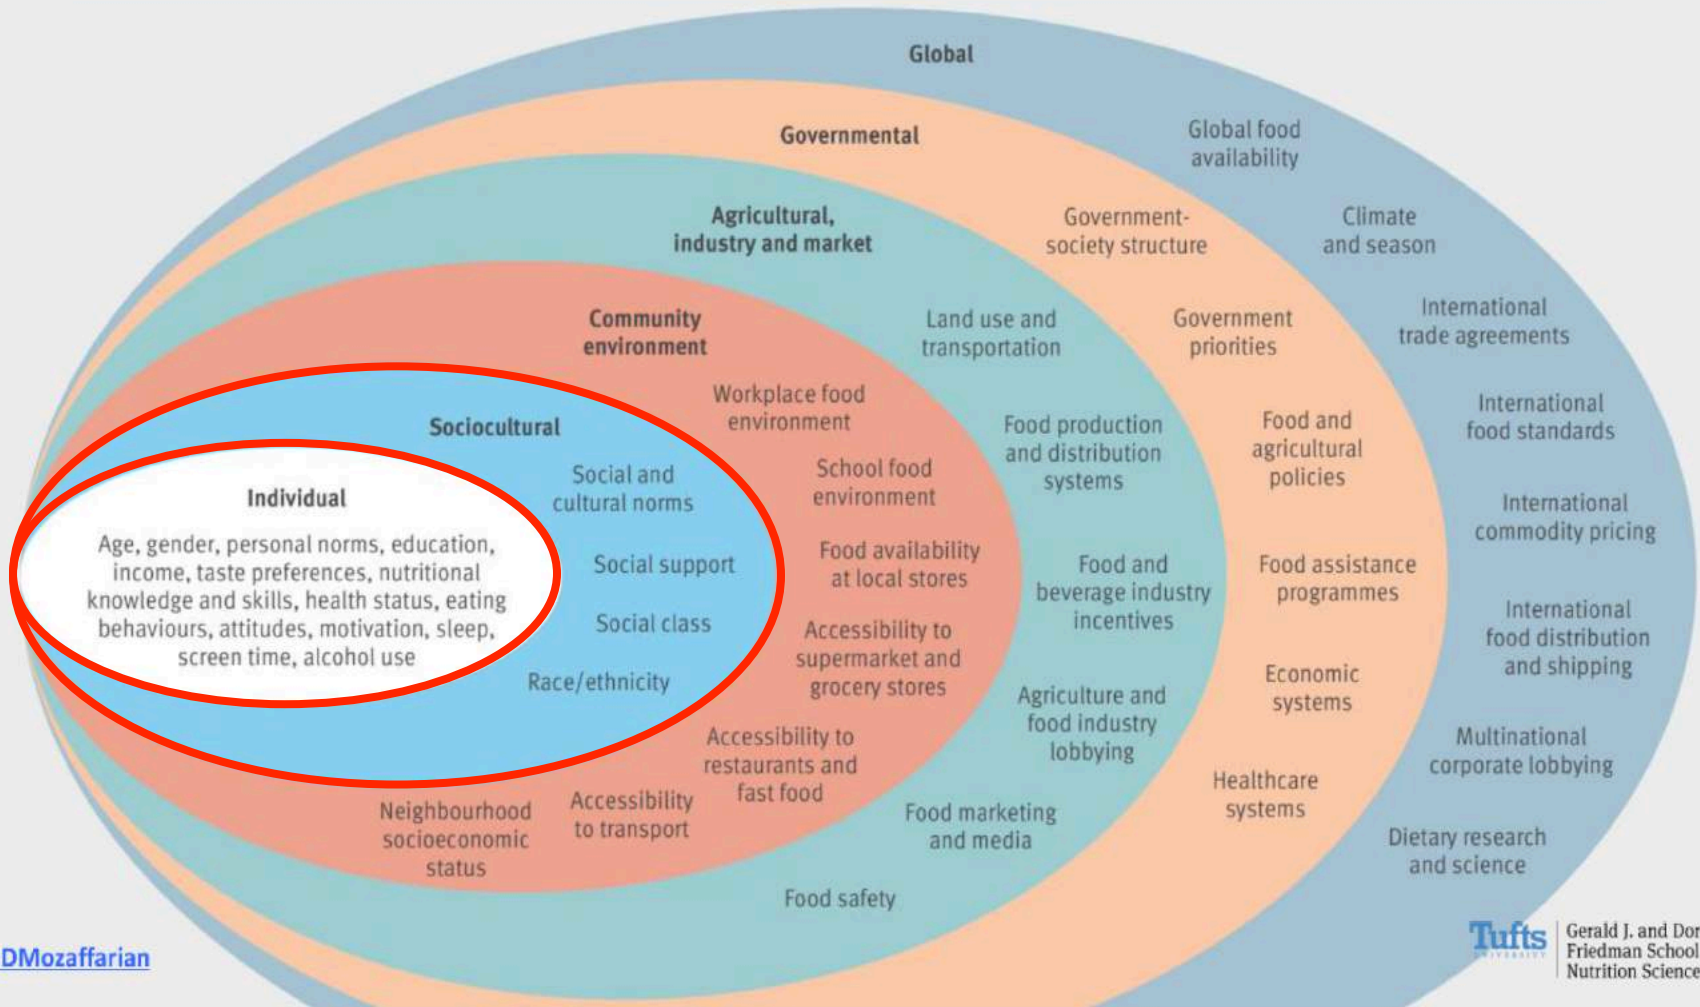 Global
Global food
availability
Climate
and season
International
trade agreements
International
food standards
International
commodity pricing
International
food distribution
and shipping
Multinational
corporate lobbying
Dietary research
and science
Governmental
Government-
society structure
Government
priorities
Food and
agricultural
policies
Food assistance
programmes
Economic
systems
Healthcare
systems
Agricultural,
industry and market
Land use and
transportation
Food production
and distribution
systems
Food and
beverage industry
incentives
Agriculture and
food industry
lobbying
Food marketing
and media
Food safety
Community
environment
Workplace food
environment
School food
environment
Food availability
at local stores
Accessibility to
supermarket and
grocery stores
Accessibility to
restaurants and
fast food
Accessibility
to transport
Neighbourhood
socioeconomic
status
Sociocultural
Social and
cultural norms
Social support
Social class
Race/ethnicity
Individual
Age, gender, personal norms, education,
income, taste preferences, nutritional
knowledge and skills, health status, eating
behaviours, attitudes, motivation, sleep,
screen time, alcohol use
DMozaffarian
Tufts
UNIVERSITY
Gerald J. and Dor
Friedman School
Nutrition Science